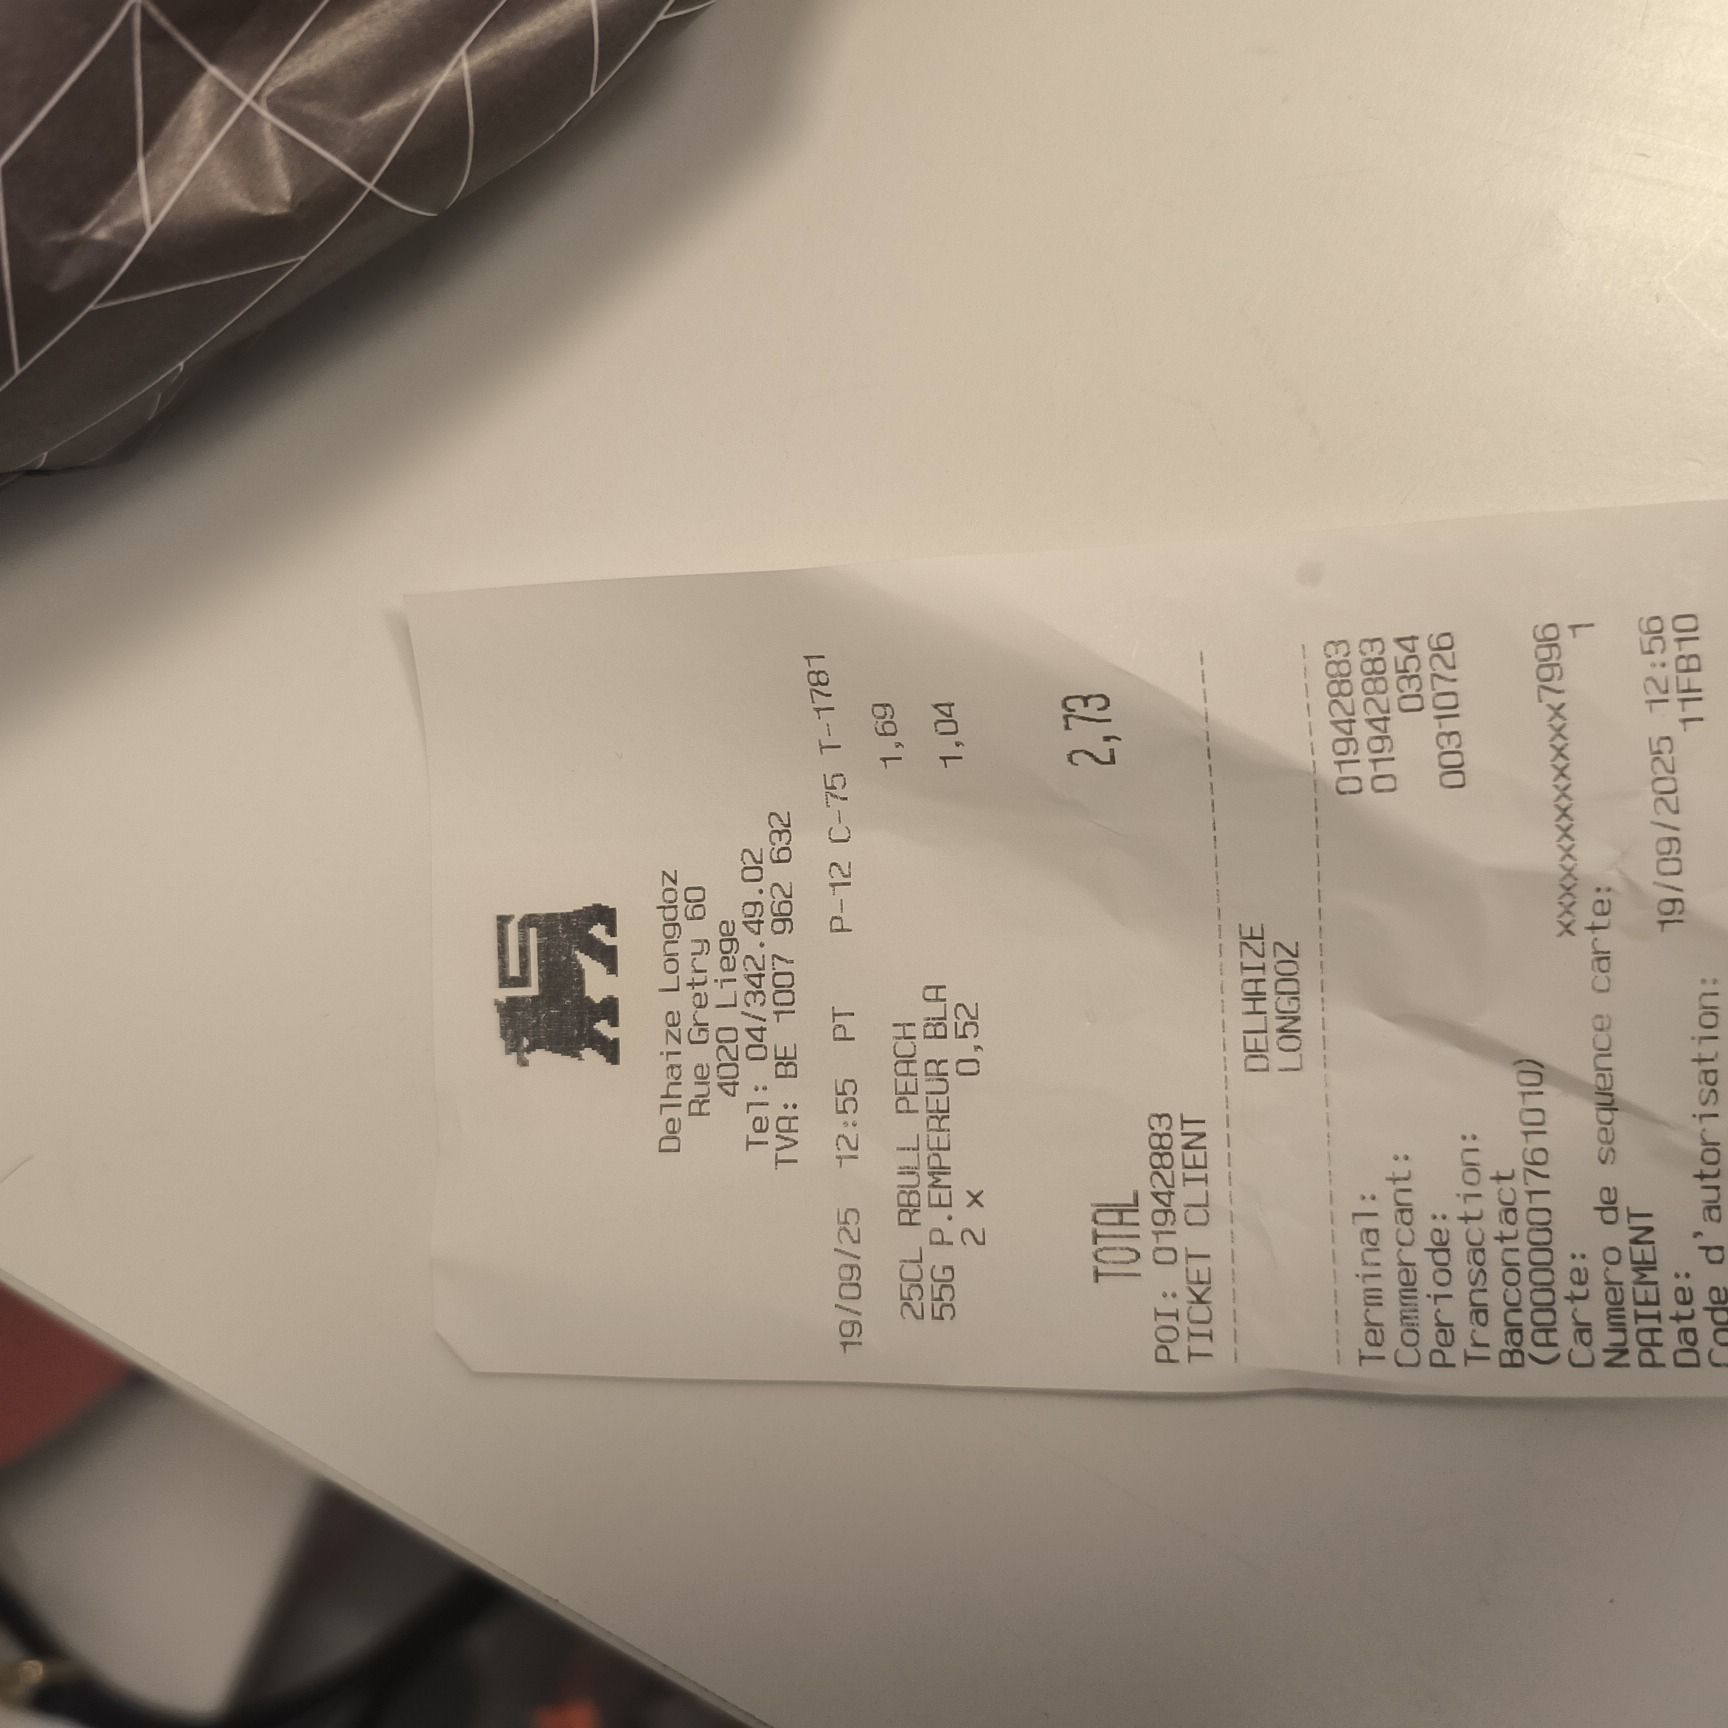 Delhaize Longdoz
Rue Gretry 60
4020 Liege
Tel: 04/342.49.02
TVA: BE 1007 962 632
19/09/25 12:55 PT P-12 C-75 T-1781
25CL RBULL PEACH 1,69
55G P.EMPEREUR BLA 1,04
2 x 0,52
TOTAL 2,73
POI: 01942883
TICKET CLIENT
--------------------------------
DELHAIZE
LONGDOZ
--------------------------------
Terminal: 01942883
Commercant: 01942883
Periode: 0354
Transaction: 00310726
Bancontact
(A0000001761010)
Carte: xxxxxxxxxxxxx7996
Numero de sequence carte: 1
PAIEMENT
Date: 19/09/2025 12:56
Code d'autorisation: 11FB10